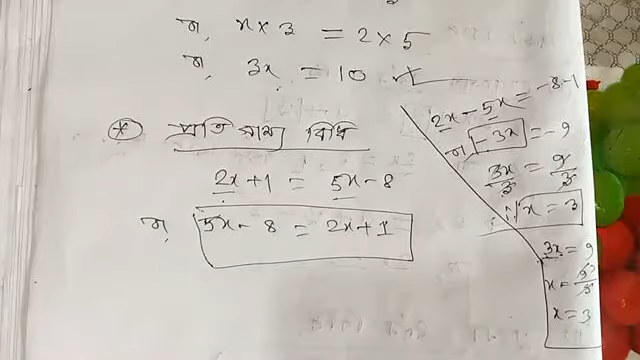 বা, x × 3 = 2 × 5
বা, 3x = 10
* প্রতিসাম্য বিধি
2x + 1 = 5x - 8
বা, 5x - 8 = 2x + 1
2x - 5x = -8 - 1
বা, -3x = -9
3x/3 = 9/3
∴ x = 3
3x = 9
x = 9/3
x = 3